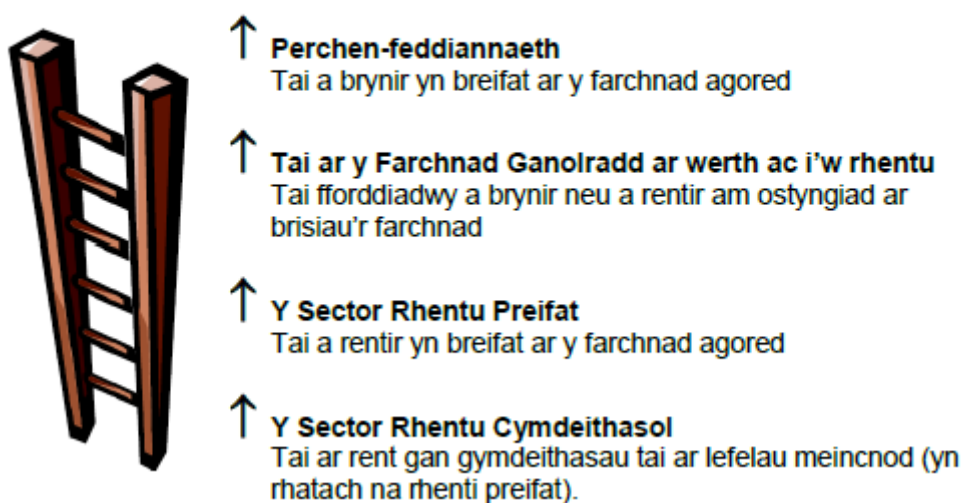 ↑ Perchen-feddiannaeth
Tai a brynir yn breifat ar y farchnad agored
↑ Tai ar y Farchnad Ganolradd ar werth ac i'w rhentu
Tai fforddiadwy a brynir neu a rentir am ostyngiad ar
brisiau'r farchnad
↑ Y Sector Rhentu Preifat
Tai a rentir yn breifat ar y farchnad agored
↑ Y Sector Rhentu Cymdeithasol
Tai ar rent gan gymdeithasau tai ar lefelau meincnod (yn
rhatach na rhenti preifat).